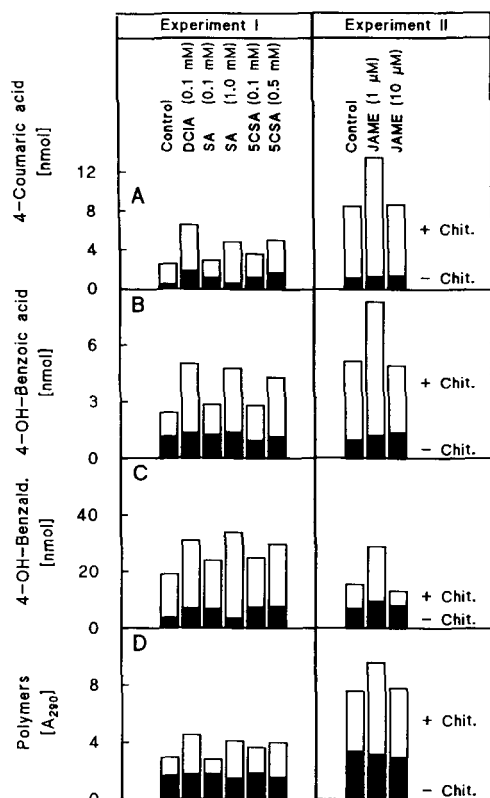 Experiment I
Experiment II
Control
DCIA (0.1 mM)
SA (0.1 mM)
SA (1.0 mM)
5CSA (0.1 mM)
5CSA (0.5 mM)
Control
JAME (1 µM)
JAME (10 µM)
4-Coumaric acid
[nmol]
12
8
4
0
A
+ Chit.
- Chit.
4-OH-Benzoic acid
[nmol]
6
3
0
B
+ Chit.
- Chit.
4-OH-Benzald.
[nmol]
40
20
0
C
+ Chit.
- Chit.
Polymers
[A290]
8
4
0
D
+ Chit.
- Chit.